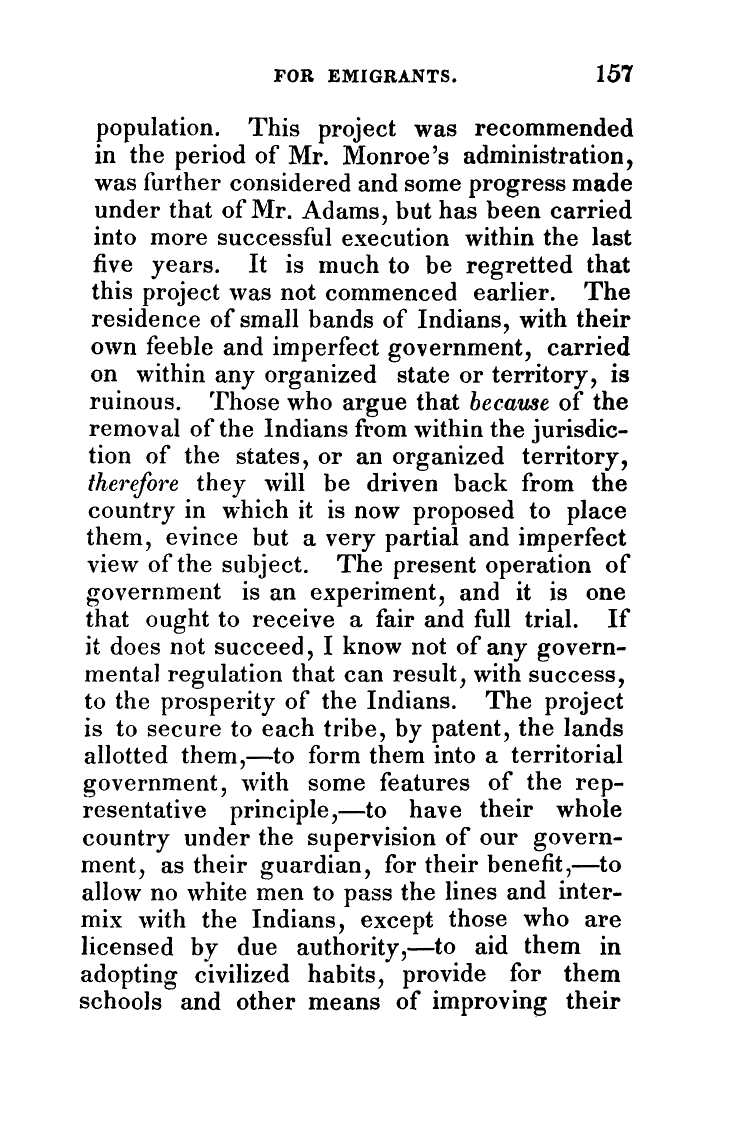 FOR EMIGRANTS. 157
population. This project was recommended
in the period of Mr. Monroe's administration,
was further considered and some progress made
under that of Mr. Adams, but has been carried
into more successful execution within the last
five years. It is much to be regretted that
this project was not commenced earlier. The
residence of small bands of Indians, with their
own feeble and imperfect government, carried
on within any organized state or territory, is
ruinous. Those who argue that because of the
removal of the Indians from within the jurisdic-
tion of the states, or an organized territory,
therefore they will be driven back from the
country in which it is now proposed to place
them, evince but a very partial and imperfect
view of the subject. The present operation of
government is an experiment, and it is one
that ought to receive a fair and full trial. If
it does not succeed, I know not of any govern-
mental regulation that can result, with success,
to the prosperity of the Indians. The project
is to secure to each tribe, by patent, the lands
allotted them,—to form them into a territorial
government, with some features of the rep-
resentative principle,—to have their whole
country under the supervision of our govern-
ment, as their guardian, for their benefit,—to
allow no white men to pass the lines and inter-
mix with the Indians, except those who are
licensed by due authority,—to aid them in
adopting civilized habits, provide for them
schools and other means of improving their